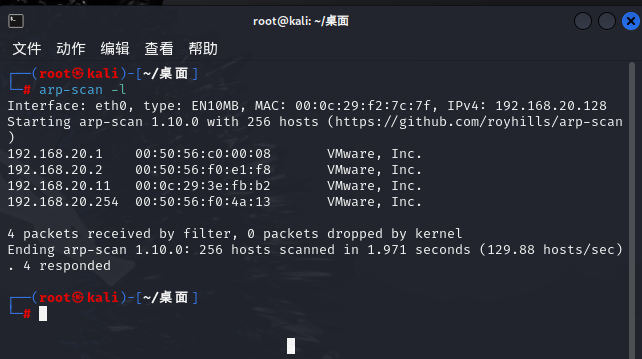 root@kali: ~/桌面
文件 动作 编辑 查看 帮助
┌──(root㉿kali)-[~/桌面]
└─# arp-scan -l
Interface: eth0, type: EN10MB, MAC: 00:0c:29:f2:7c:7f, IPv4: 192.168.20.128
Starting arp-scan 1.10.0 with 256 hosts (https://github.com/royhills/arp-scan
)
192.168.20.1 00:50:56:c0:00:08 VMware, Inc.
192.168.20.2 00:50:56:f0:e1:f8 VMware, Inc.
192.168.20.11 00:0c:29:3e:fb:b2 VMware, Inc.
192.168.20.254 00:50:56:f0:4a:13 VMware, Inc.
4 packets received by filter, 0 packets dropped by kernel
Ending arp-scan 1.10.0: 256 hosts scanned in 1.971 seconds (129.88 hosts/sec)
. 4 responded
┌──(root㉿kali)-[~/桌面]
└─#